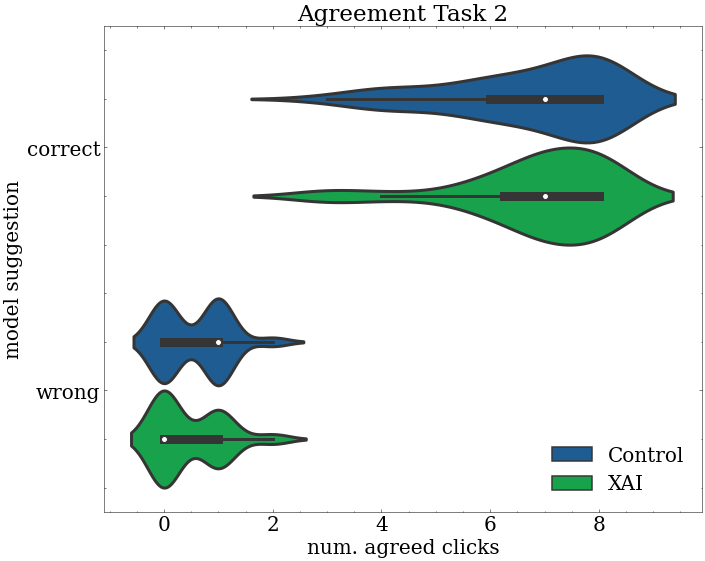 Agreement Task 2
model suggestion
correct
wrong
Control
XAI
0 2 4 6 8
num. agreed clicks